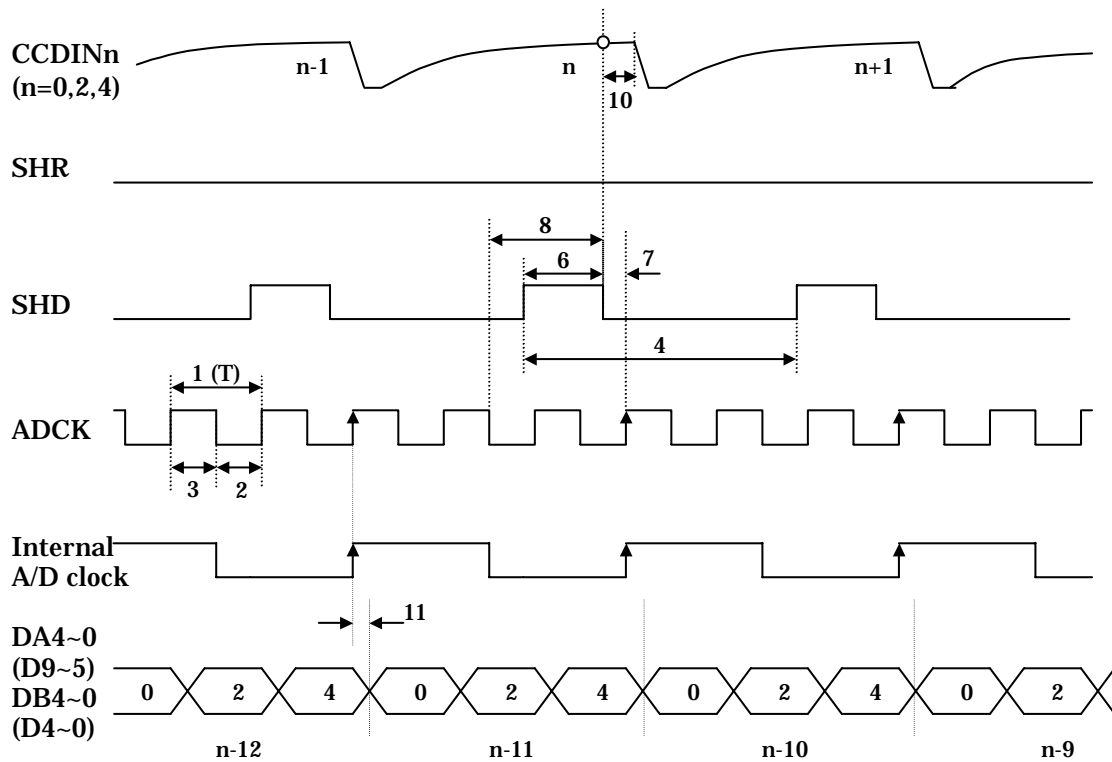 CCDINn
(n=0,2,4)
n-1
n
n+1
10
SHR
8
6
7
SHD
4
1 (T)
ADCK
3
2
Internal
A/D clock
11
DA4~0
(D9~5)
DB4~0
(D4~0)
0 2 4 0 2 4 0 2 4 0 2
n-12 n-11 n-10 n-9